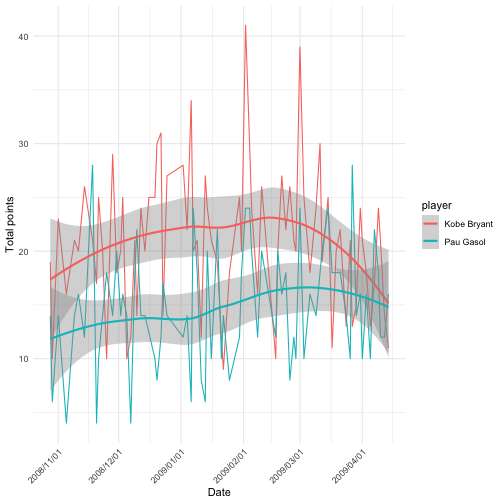 40
30
20
10
Total points
2008/11/01
2008/12/01
2009/01/01
2009/02/01
2009/03/01
2009/04/01
Date
player
Kobe Bryant
Pau Gasol